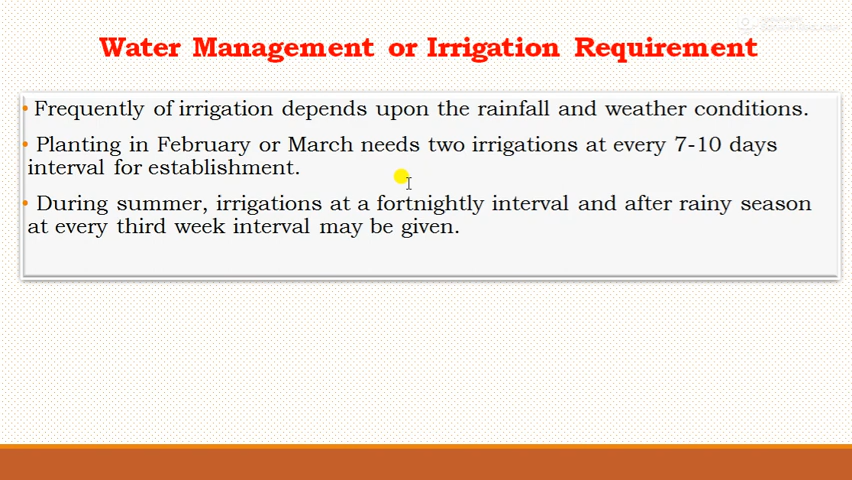 Water Management or Irrigation Requirement
• Frequently of irrigation depends upon the rainfall and weather conditions.
• Planting in February or March needs two irrigations at every 7-10 days
interval for establishment.
• During summer, irrigations at a fortnightly interval and after rainy season
at every third week interval may be given.